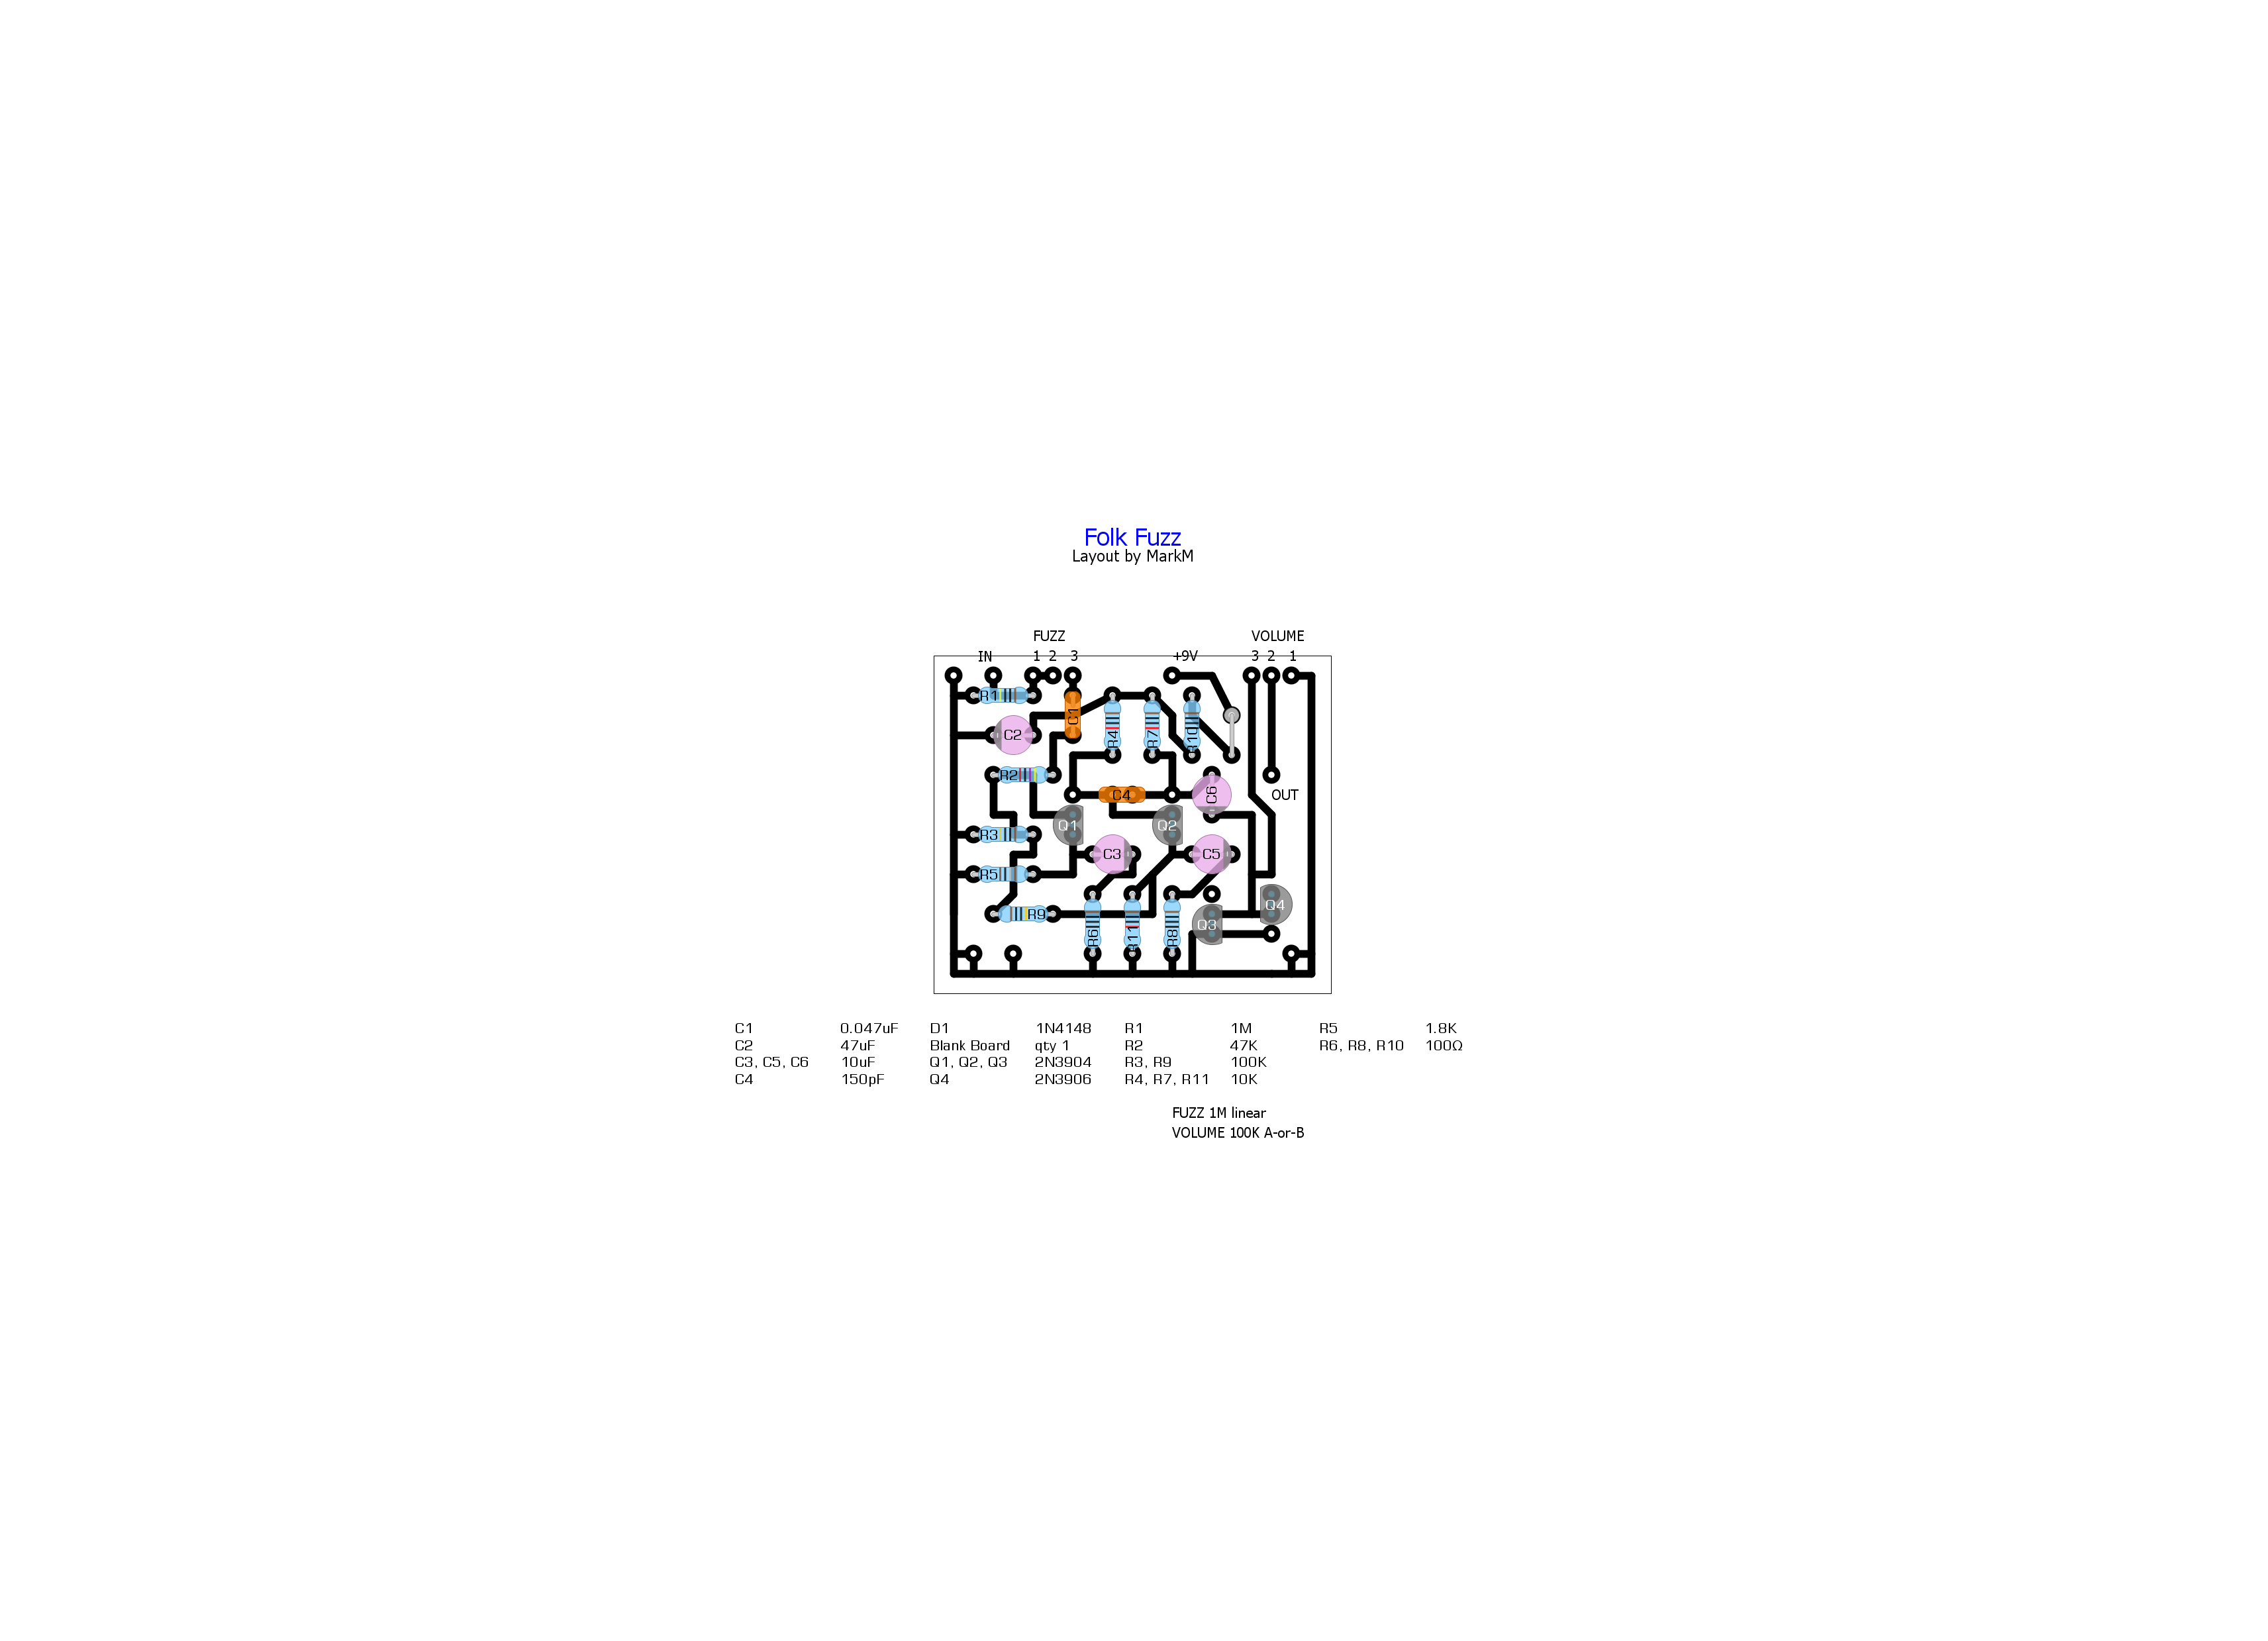 Folk Fuzz
Layout by MarkM
FUZZ VOLUME
IN 1 2 3 +9V 3 2 1
R1
C1
R4
R7
R10
C2
R2
C4
C6
OUT
Q1
Q2
R3
C3
C5
R5
R9
Q4
Q3
R6
R11
R8
C1 0.047uF D1 1N4148 R1 1M R5 1.8K
C2 47uF Blank Board qty 1 R2 47K R6, R8, R10 100Ω
C3, C5, C6 10uF Q1, Q2, Q3 2N3904 R3, R9 100K
C4 150pF Q4 2N3906 R4, R7, R11 10K
FUZZ 1M linear
VOLUME 100K A-or-B